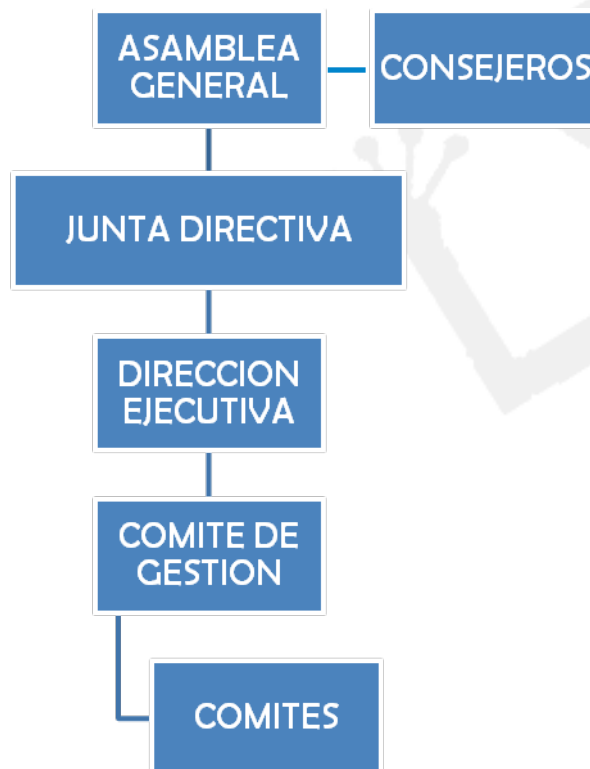 ASAMBLEA
GENERAL
CONSEJEROS
JUNTA DIRECTIVA
DIRECCION
EJECUTIVA
COMITE DE
GESTION
COMITES